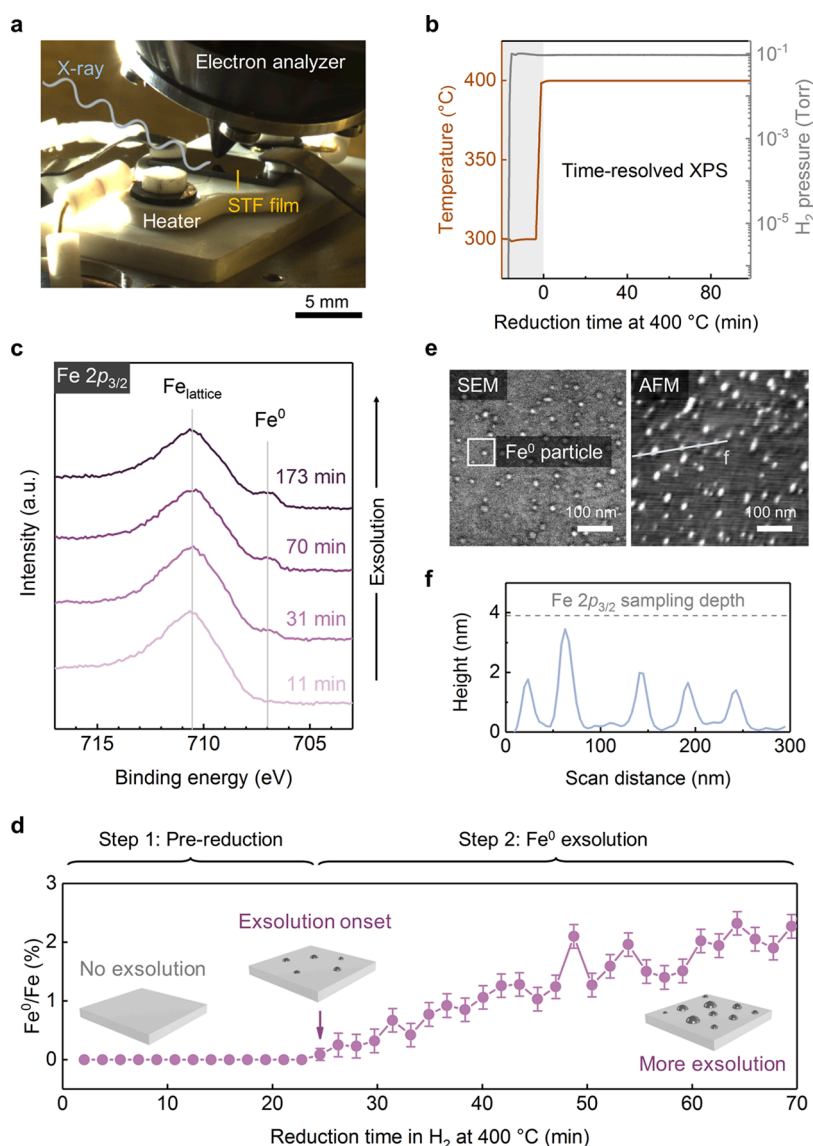 a
X-ray
Electron analyzer
STF film
Heater
5 mm
b
Temperature (°C)
400
350
300
Time-resolved XPS
10⁻¹
10⁻³
10⁻⁵
H₂ pressure (Torr)
0 40 80
Reduction time at 400 °C (min)
c
Fe 2p₃/₂
Fe_lattice
Fe⁰
173 min
70 min
31 min
11 min
Intensity (a.u.)
Exsolution
715 710 705
Binding energy (eV)
e
SEM
Fe⁰ particle
100 nm
AFM
f
100 nm
f
Fe 2p₃/₂ sampling depth
Height (nm)
4
2
0
0 100 200 300
Scan distance (nm)
d
Step 1: Pre-reduction
Step 2: Fe⁰ exsolution
Fe⁰/Fe (%)
3
2
1
0
No exsolution
Exsolution onset
More exsolution
0 10 20 30 40 50 60 70
Reduction time in H₂ at 400 °C (min)